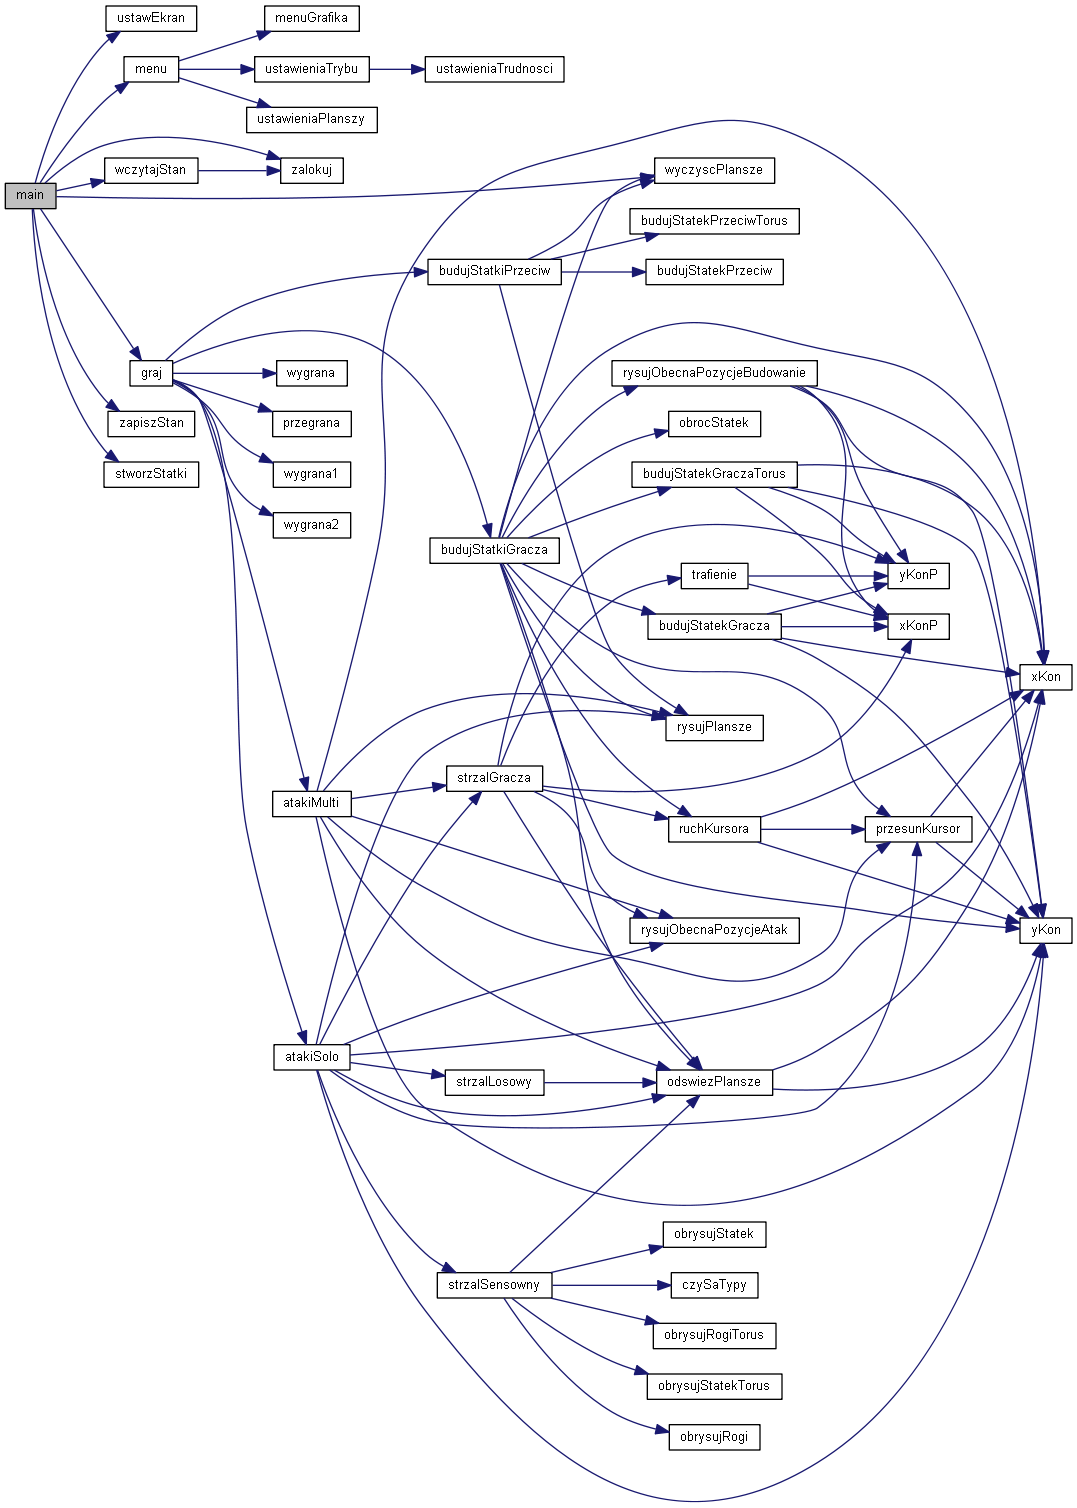 ustawEkran
menuGrafika
menu
ustawieniaTrybu
ustawieniaTrudnosci
ustawieniaPlanszy
wczytajStan
zalokuj
wyczyscPlansze
main
budujStatekPrzeciwTorus
budujStatkiPrzeciw
budujStatekPrzeciw
graj
wygrana
rysujObecnaPozycjeBudowanie
zapiszStan
przegrana
obrocStatek
stworzStatki
wygrana1
budujStatekGraczaTorus
wygrana2
budujStatkiGracza
trafienie
yKonP
budujStatekGracza
xKonP
xKon
rysujPlansze
strzalGracza
atakiMulti
ruchKursora
przesunKursor
rysujObecnaPozycjeAtak
yKon
atakiSolo
strzalLosowy
odswiezPlansze
obrysujStatek
strzalSensowny
czySaTypy
obrysujRogiTorus
obrysujStatekTorus
obrysujRogi